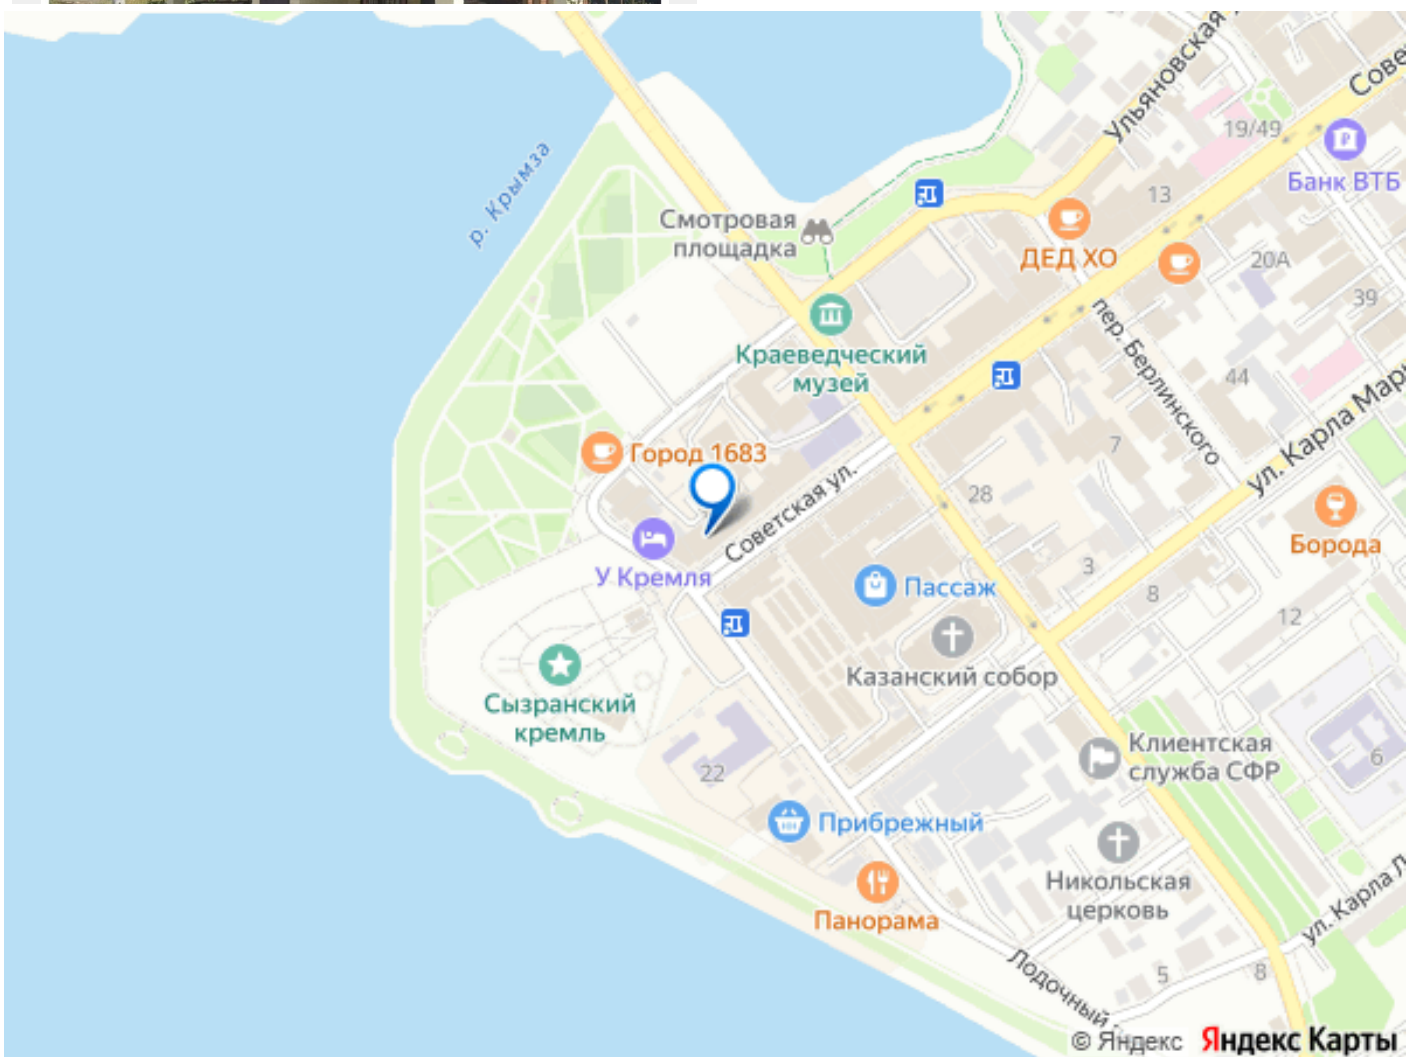 Ульяновская
Сове
19/49
Банк ВТБ
р. Крымза
13
Смотровая
площадка
ДЕД ХО
20А
39
пер. Берлинского
Краеведческий
музей
44
ул. Карла Марк
Город 1683
7
28
Советская ул.
Борода
У Кремля
Пассаж
3
8
12
Казанский собор
Сызранский
кремль
Клиентская
служба СФР
6
22
Прибрежный
Никольская
церковь
Панорама
ул. Карла Л
Лодочный
5
8
© Яндекс Яндекс Карты